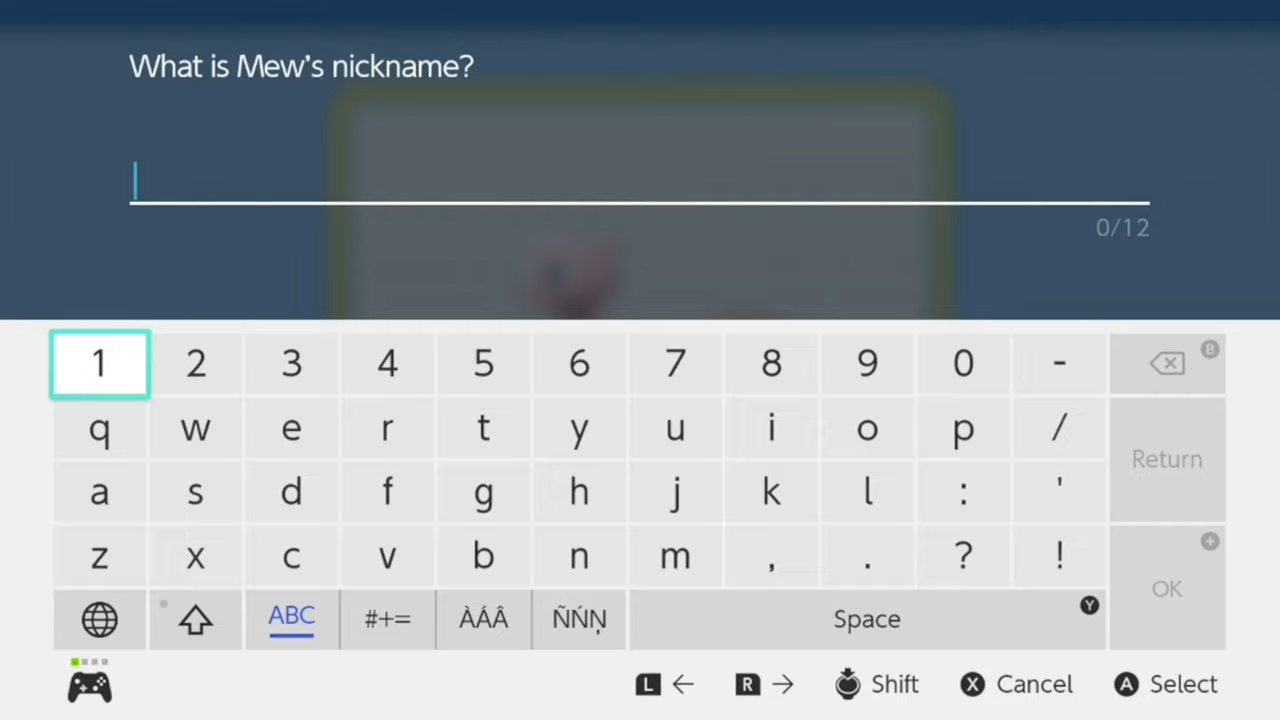 What is Mew's nickname?
0/12
1 2 3 4 5 6 7 8 9 0 - B
q w e r t y u i o p /
Return
a s d f g h j k l : '
z x c v b n m , . ? !
OK
ABC #+= ÀÁÂ ÑŃŅ Space Y
L ← R → Shift X Cancel A Select